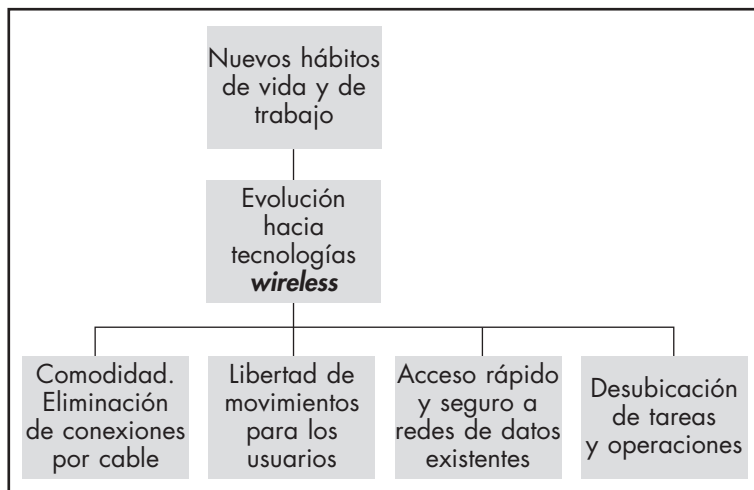 Nuevos hábitos
de vida y de
trabajo
Evolución
hacia
tecnologías
wireless
Comodidad.
Eliminación
de conexiones
por cable
Libertad de
movimientos
para los
usuarios
Acceso rápido
y seguro a
redes de datos
existentes
Desubicación
de tareas
y operaciones